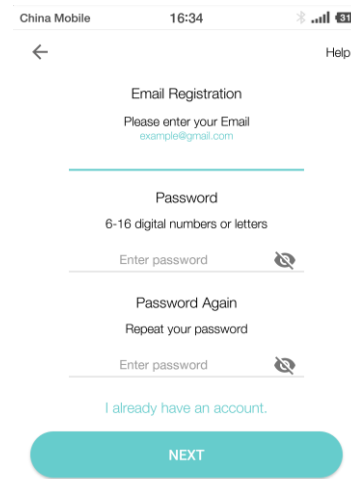 China Mobile 16:34 31
Help
Email Registration
Please enter your Email
example@gmail.com
Password
6-16 digital numbers or letters
Enter password
Password Again
Repeat your password
Enter password
I already have an account.
NEXT